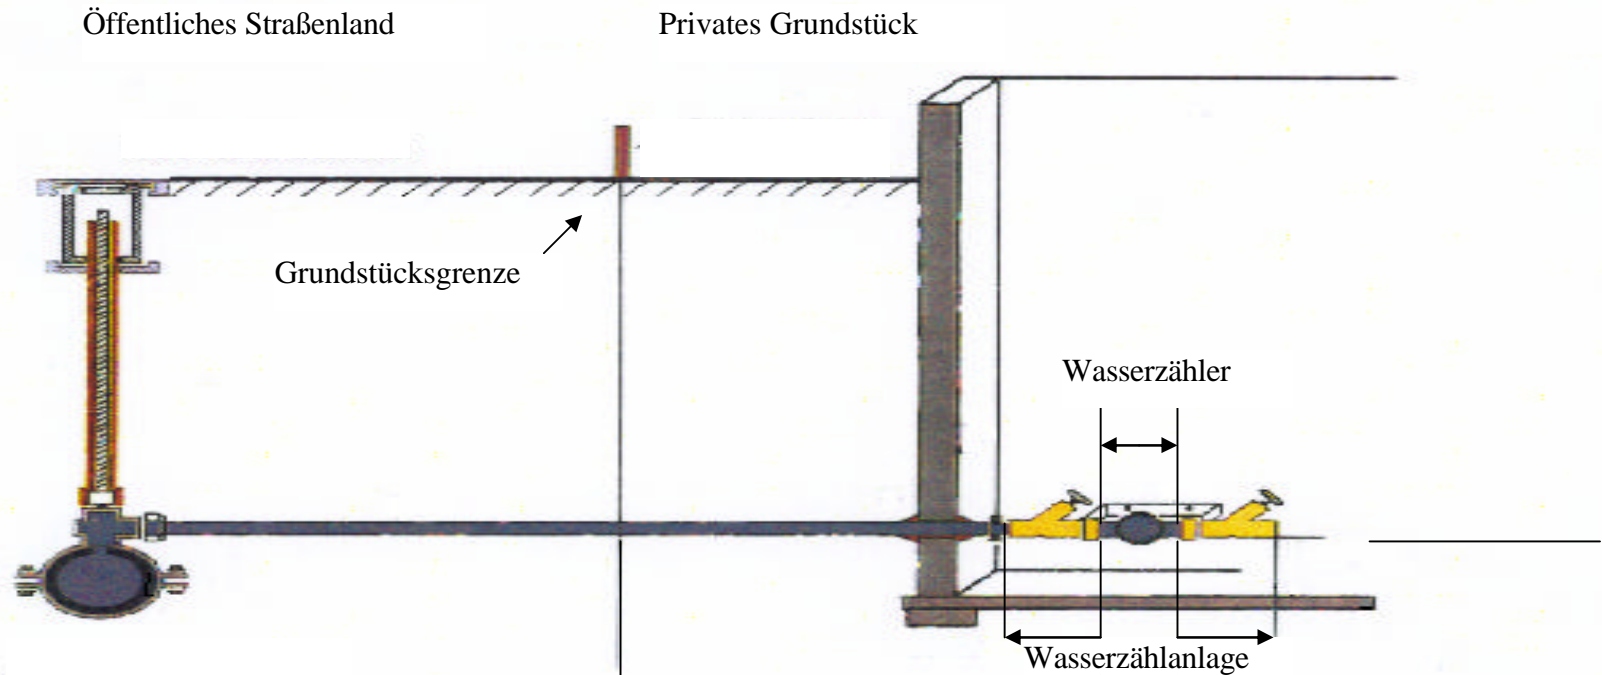 Öffentliches Straßenland
Privates Grundstück
Grundstücksgrenze
Wasserzähler
Wasserzählanlage